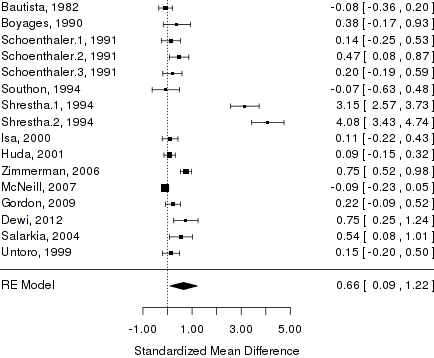 Bautista, 1982 -0.08 [ -0.36 , 0.20 ]
Boyages, 1990 0.38 [ -0.17 , 0.93 ]
Schoenthaler.1, 1991 0.14 [ -0.25 , 0.53 ]
Schoenthaler.2, 1991 0.47 [ 0.08 , 0.87 ]
Schoenthaler.3, 1991 0.20 [ -0.19 , 0.59 ]
Southon, 1994 -0.07 [ -0.63 , 0.48 ]
Shrestha.1, 1994 3.15 [ 2.57 , 3.73 ]
Shrestha.2, 1994 4.08 [ 3.43 , 4.74 ]
Isa, 2000 0.11 [ -0.22 , 0.43 ]
Huda, 2001 0.09 [ -0.15 , 0.32 ]
Zimmerman, 2006 0.75 [ 0.52 , 0.98 ]
McNeill, 2007 -0.09 [ -0.23 , 0.05 ]
Gordon, 2009 0.22 [ -0.09 , 0.52 ]
Dewi, 2012 0.75 [ 0.25 , 1.24 ]
Salarkia, 2004 0.54 [ 0.08 , 1.01 ]
Untoro, 1999 0.15 [ -0.20 , 0.50 ]
RE Model 0.66 [ 0.09 , 1.22 ]
-1.00 1.00 3.00 5.00
Standardized Mean Difference